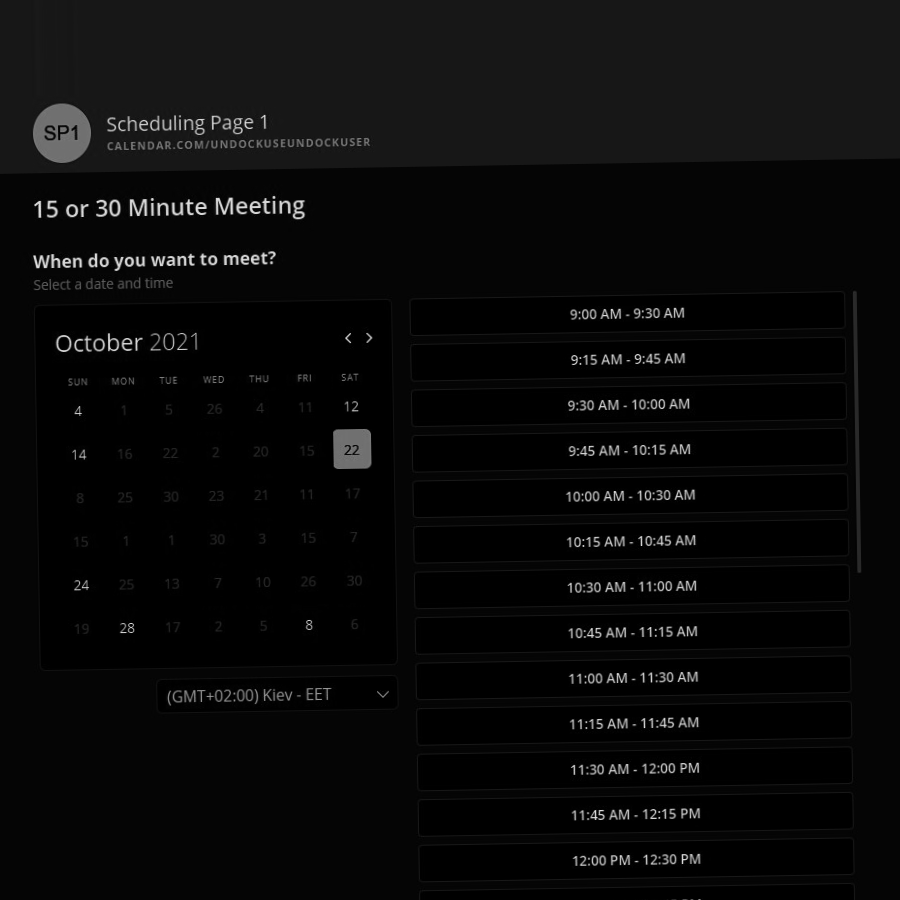 SP1
Scheduling Page 1
CALENDAR.COM/UNDOCKUSEUNDOCKUSER
15 or 30 Minute Meeting
When do you want to meet?
Select a date and time
October 2021
SUN MON TUE WED THU FRI SAT
4 1 5 26 4 11 12
14 16 22 2 20 15 22
8 25 30 23 21 11 17
15 1 1 30 3 15 7
24 25 13 7 10 26 30
19 28 17 2 5 8 6
(GMT+02:00) Kiev - EET
9:00 AM - 9:30 AM
9:15 AM - 9:45 AM
9:30 AM - 10:00 AM
9:45 AM - 10:15 AM
10:00 AM - 10:30 AM
10:15 AM - 10:45 AM
10:30 AM - 11:00 AM
10:45 AM - 11:15 AM
11:00 AM - 11:30 AM
11:15 AM - 11:45 AM
11:30 AM - 12:00 PM
11:45 AM - 12:15 PM
12:00 PM - 12:30 PM